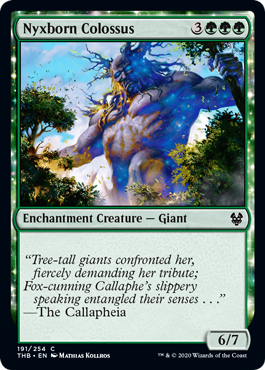 Nyxborn Colossus 3
Enchantment Creature — Giant
“Tree-tall giants confronted her,
fiercely demanding her tribute;
Fox-cunning Callaphe’s slippery
speaking entangled their senses . . .”
—The Callapheia
6/7
191/254 C
THB • EN Mathias Kollros
™ & © 2020 Wizards of the Coast